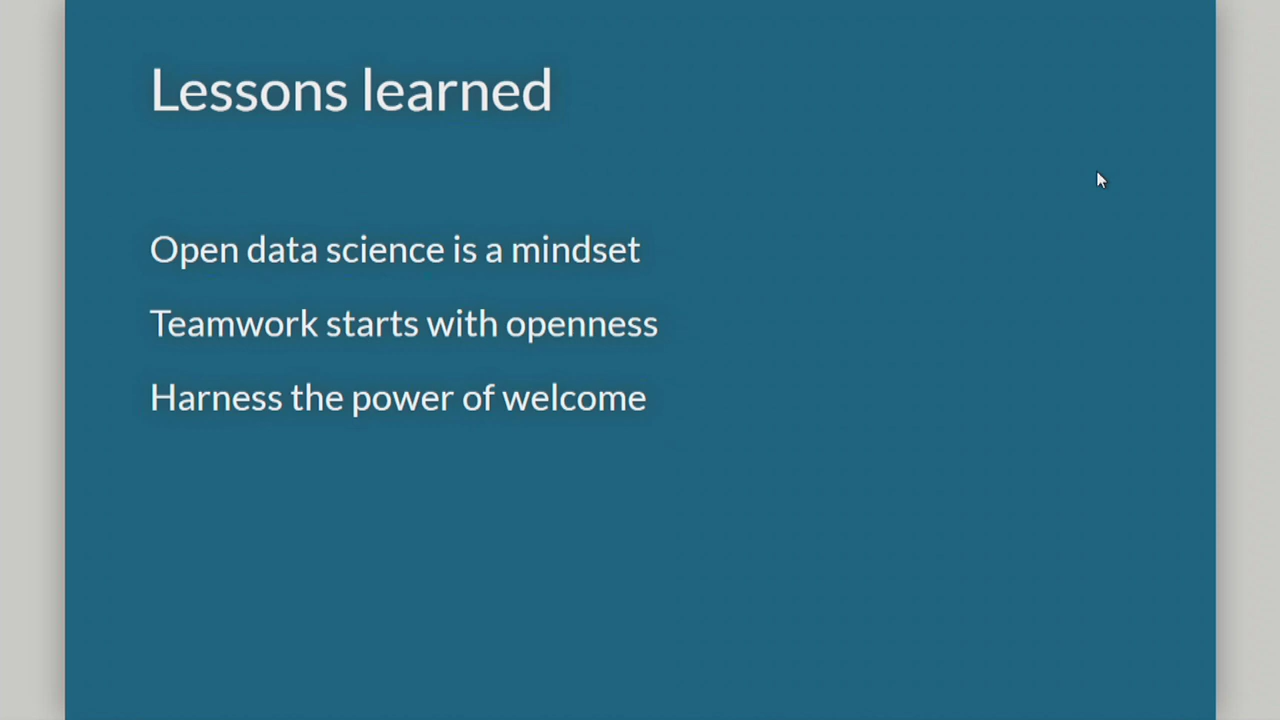 Lessons learned
Open data science is a mindset
Teamwork starts with openness
Harness the power of welcome